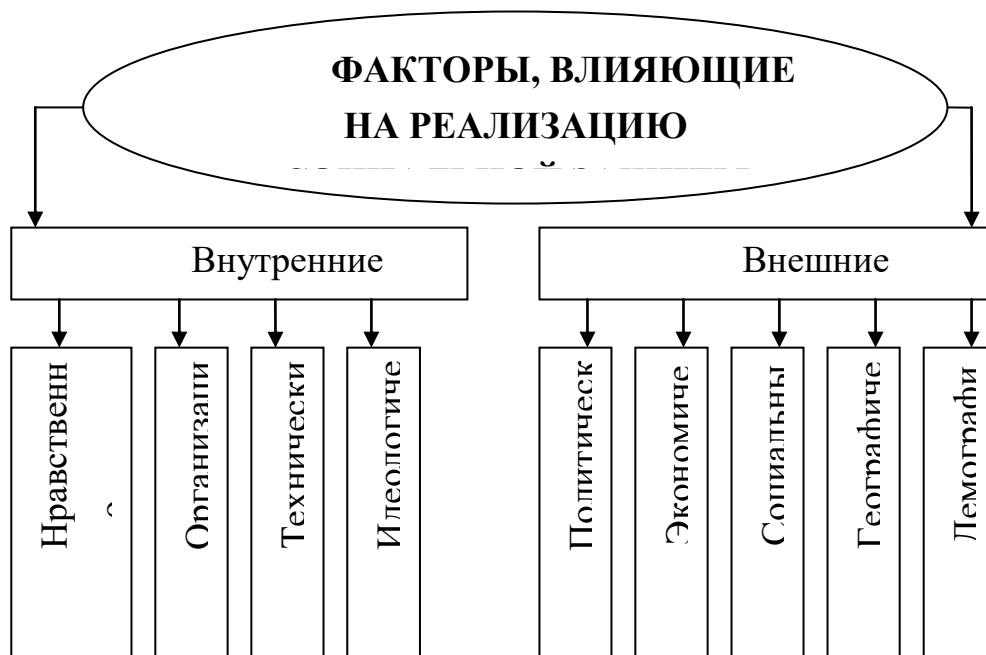 ФАКТОРЫ, ВЛИЯЮЩИЕ
НА РЕАЛИЗАЦИЮ
Внутренние
Внешние
Нравственн
Организаци
Технически
Идеологиче
Политическ
Экономиче
Социальны
Географиче
Демографи